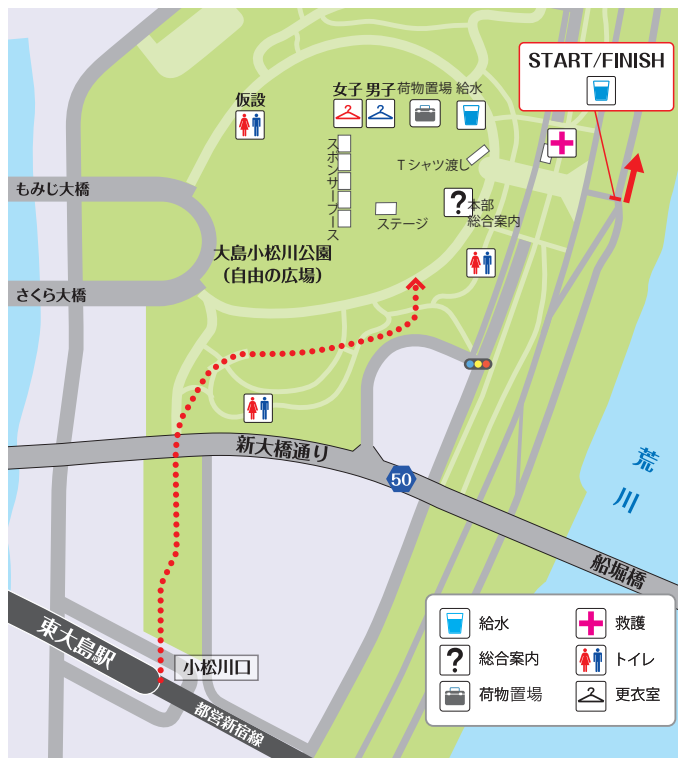 START/FINISH
女子
男子
荷物置場
給水
仮設
スポンサーブース
Tシャツ渡し
もみじ大橋
本部
総合案内
ステージ
大島小松川公園
(自由の広場)
さくら大橋
新大橋通り
50
荒川
船堀橋
東大島駅
小松川口
都営新宿線
給水
救護
総合案内
トイレ
荷物置場
更衣室